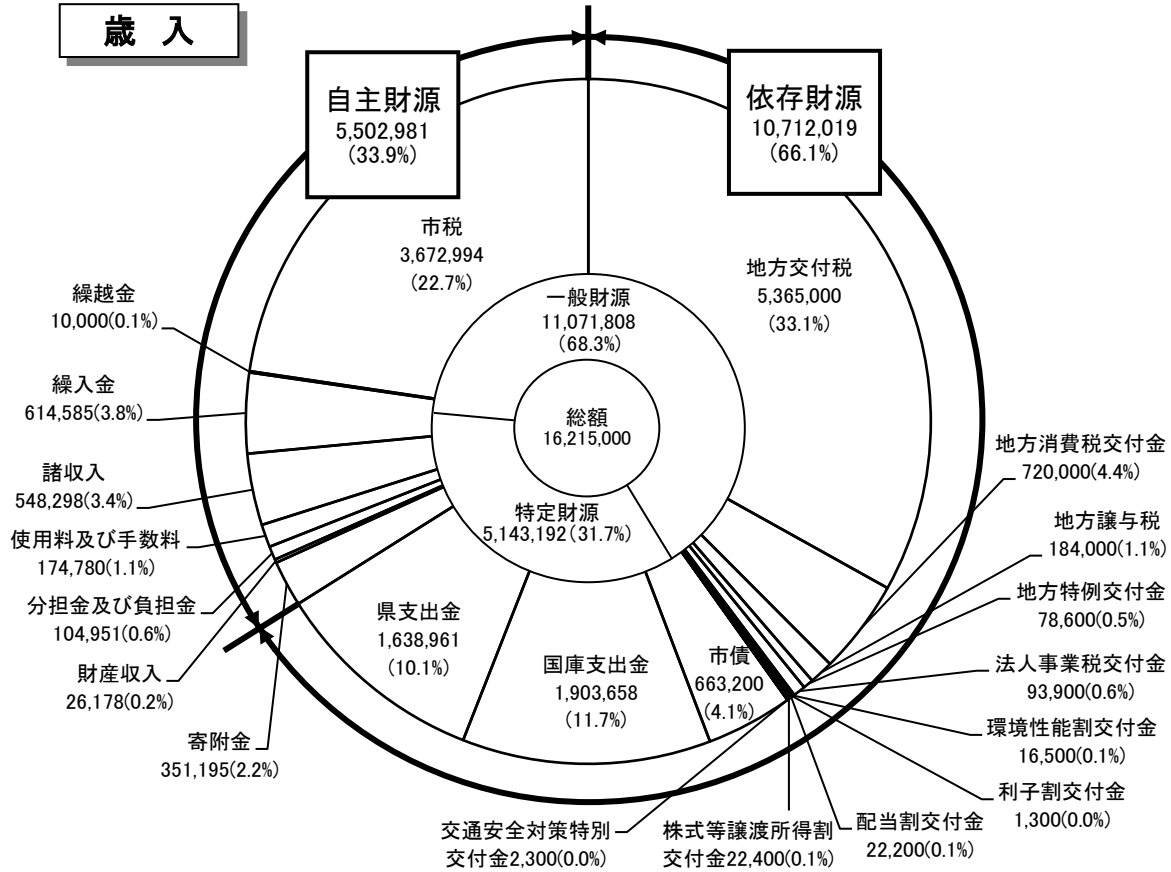 歳 入
自主財源
5,502,981
(33.9%)
依存財源
10,712,019
(66.1%)
市税
3,672,994
(22.7%)
地方交付税
5,365,000
(33.1%)
一般財源
11,071,808
(68.3%)
総額
16,215,000
特定財源
5,143,192(31.7%)
繰越金
10,000(0.1%)
繰入金
614,585(3.8%)
諸収入
548,298(3.4%)
使用料及び手数料
174,780(1.1%)
分担金及び負担金
104,951(0.6%)
財産収入
26,178(0.2%)
寄附金
351,195(2.2%)
県支出金
1,638,961
(10.1%)
国庫支出金
1,903,658
(11.7%)
市債
663,200
(4.1%)
地方消費税交付金
720,000(4.4%)
地方譲与税
184,000(1.1%)
地方特例交付金
78,600(0.5%)
法人事業税交付金
93,900(0.6%)
環境性能割交付金
16,500(0.1%)
利子割交付金
1,300(0.0%)
配当割交付金
22,200(0.1%)
株式等譲渡所得割
交付金22,400(0.1%)
交通安全対策特別
交付金2,300(0.0%)